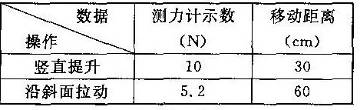 数据 测力计示数 移动距离
操作 (N) (cm)
竖直提升 10 30
沿斜面拉动 5.2 60